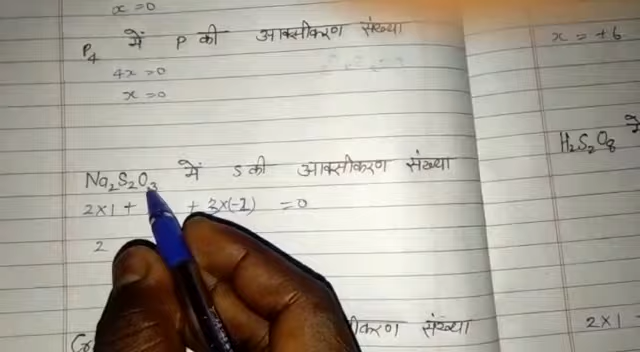 x = 0
P₄ में P की आक्सीकरण संख्या
4x = 0
x = 0
Na₂S₂O₃ में S की आक्सीकरण संख्या
2×1 + + 3×(-2) = 0
2
Cr
करण संख्या
x = +6
H₂S₂O₈ में
2×1